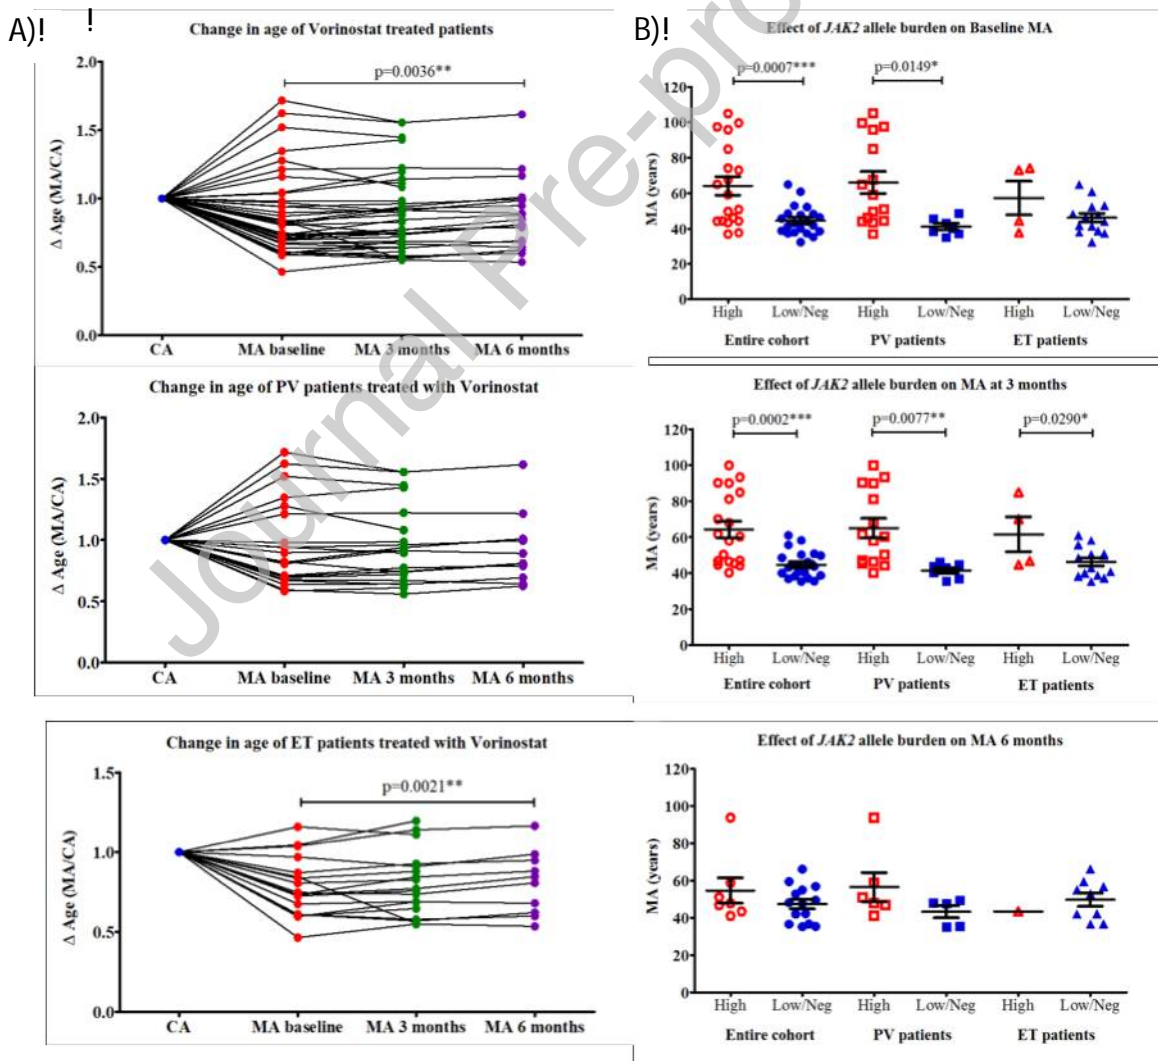 A)! !
Change in age of Vorinostat treated patients
p=0.0036**
2.0
1.5
1.0
0.5
0.0
Δ Age (MA/CA)
CA MA baseline MA 3 months MA 6 months
Change in age of PV patients treated with Vorinostat
2.0
1.5
1.0
0.5
0.0
Δ Age (MA/CA)
CA MA baseline MA 3 months MA 6 months
Change in age of ET patients treated with Vorinostat
p=0.0021**
1.5
1.0
0.5
0.0
Δ Age (MA/CA)
CA MA baseline MA 3 months MA 6 months
B)!
Effect of JAK2 allele burden on Baseline MA
p=0.0007*** p=0.0149*
120
100
80
60
40
20
0
MA (years)
High Low/Neg High Low/Neg High Low/Neg
Entire cohort PV patients ET patients
Effect of JAK2 allele burden on MA at 3 months
p=0.0002*** p=0.0077** p=0.0290*
120
100
80
60
40
20
0
MA (years)
High Low/Neg High Low/Neg High Low/Neg
Entire cohort PV patients ET patients
Effect of JAK2 allele burden on MA 6 months
120
100
80
60
40
20
0
MA (years)
High Low/Neg High Low/Neg High Low/Neg
Entire cohort PV patients ET patients
Journal Pre-pro